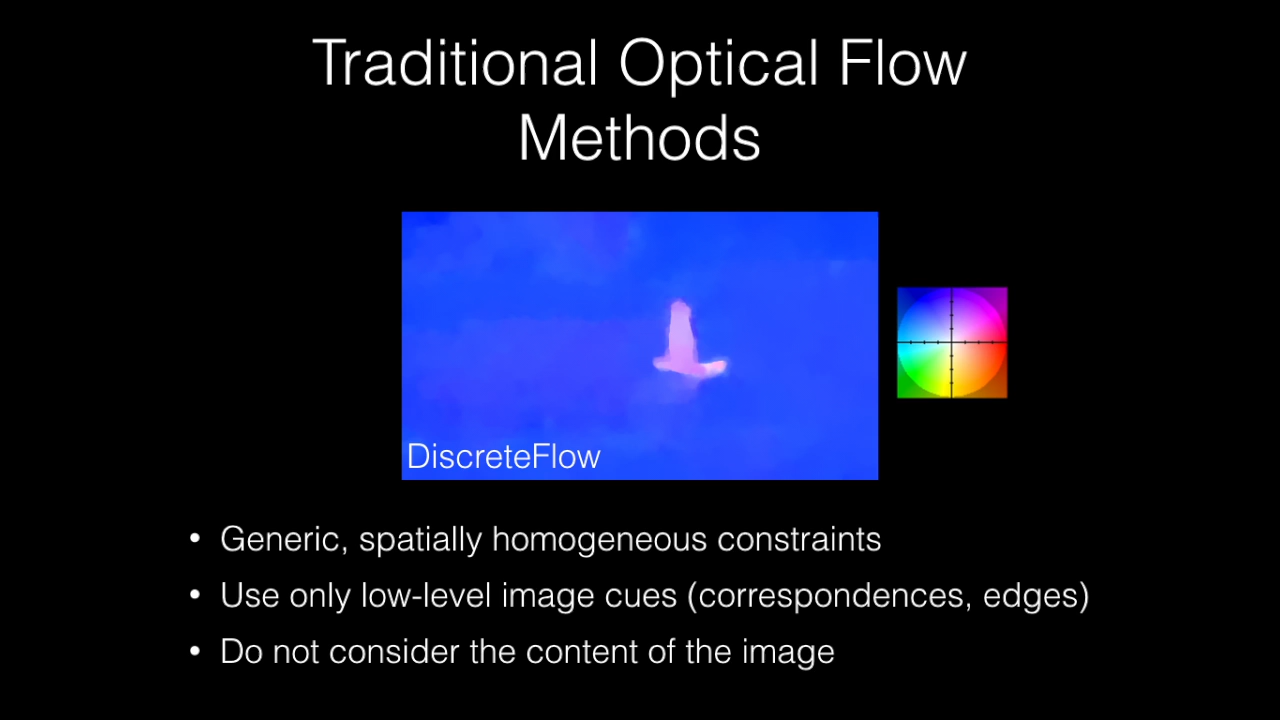 Traditional Optical Flow
Methods
DiscreteFlow
• Generic, spatially homogeneous constraints
• Use only low-level image cues (correspondences, edges)
• Do not consider the content of the image